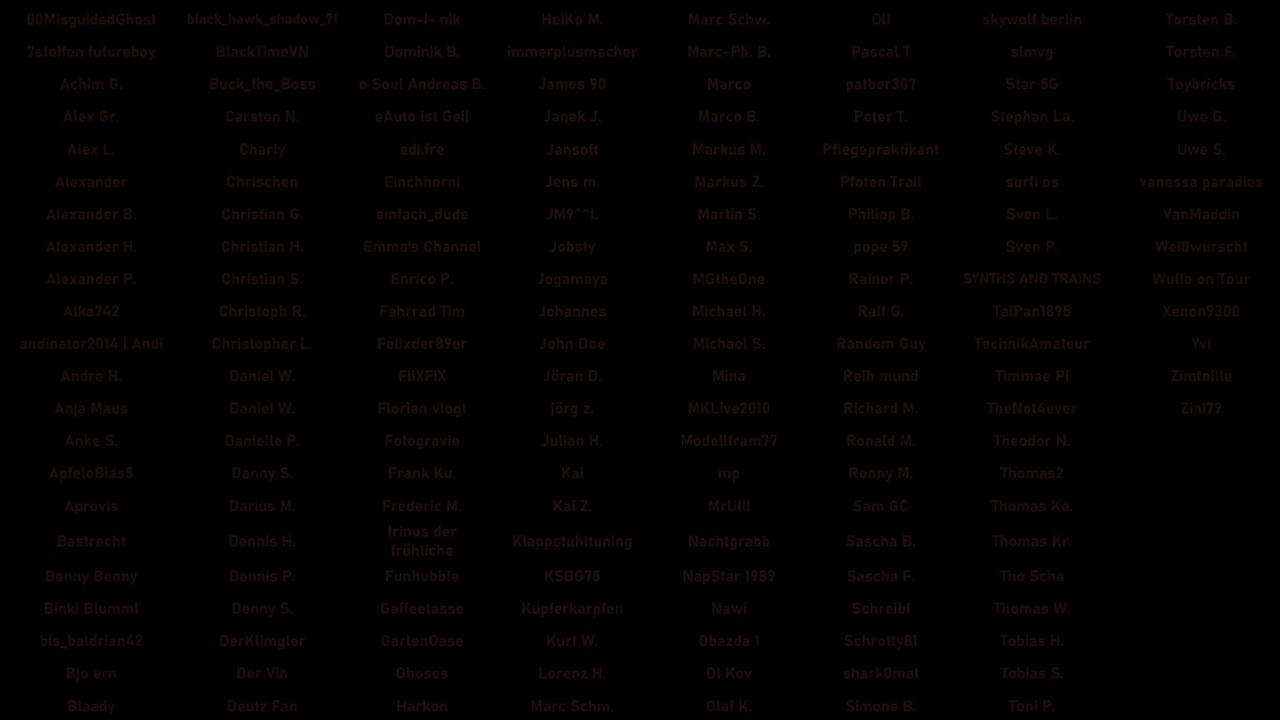 00MisguidedGhost
7steffen futureboy
Achim G.
Alex Gr.
Alex L.
Alexander
Alexander B.
Alexander H.
Alexander P.
Alka742
andinator2014 | Andi
Andre H.
Anja Maus
Anke S.
ApfeloBias5
Aprovis
Bastrecht
Benny Benny
Binki Blumml
bis_baldrian42
Bjo ern
Blaady
black_hawk_shadow_71
BlackTimeVN
Buck_the_Boss
Carsten N.
Charly
Chrischen
Christian G.
Christian H.
Christian S.
Christoph R.
Christopher L.
Daniel W.
Daniel W.
Danielle P.
Danny S.
Darius M.
Dennis H.
Dennis P.
Denny S.
DerKlimgler
Der Vin
Deutz Fan
Dom-I- nik
Dominik B.
e Soul Andreas B.
eAuto ist Geil
edi.fre
Einchhorni
einfach_dude
Emma's Channel
Enrico P.
Fahrrad Tim
Felixder89er
FliXFiX
Florian vlogt
Fotogravie
Frank Ku.
Frederic M.
frinus der
fröhliche
Funhubble
Gaffeetasse
GartenOase
Ghoses
Harkon
HeiKo M.
immerplusmacher
James 90
Janek J.
Jansoft
Jens m.
JM9^^L
Jobsty
Jogamaya
Johannes
John Doe
Jöran D.
jörg z.
Julian H.
Kai
Kai Z.
Klappstuhltuning
KSBG75
Kupferkarpfen
Kurt W.
Lorenz H.
Marc Schm.
Marc Schw.
Marc-Ph. B.
Marco
Marco B.
Markus M.
Markus Z.
Martin S.
Max S.
MGtheOne
Michael H.
Michael S.
Mina
MKLive2010
Modelltram77
mp
MrUlli
Nachtgrabb
NapStar 1989
Nawi
Obazda 1
Ol Kov
Olaf K.
Oli
Pascal T
patber307
Peter T.
Pflegepraktikant
Pfoten Trail
Philipp B.
pope 59
Rainer P.
Ralf G.
Random Guy
Reih mund
Richard M.
Ronald M.
Ronny M.
Sam GC
Sascha B.
Sascha F.
Schreibi
Schrotty81
shark0mat
Simone B.
skywolf berlin
slmvg
Star 5G
Stephan La.
Steve K.
surfi os
Sven L.
Sven P.
SYNTHS AND TRAINS
TaiPan1895
TechnikAmateur
Timmae Pi
TheNot4ever
Theodor N.
Thomas2
Thomas Ke.
Thomas Kr.
Tho Scha
Thomas W.
Tobias H.
Tobias S.
Toni P.
Torsten B.
Torsten F.
Toybricks
Uwe G.
Uwe S.
vanessa paradies
VanMaddin
Weißwurscht
Wulle on Tour
Xenon9300
Yvi
Zimtnille
Zini79